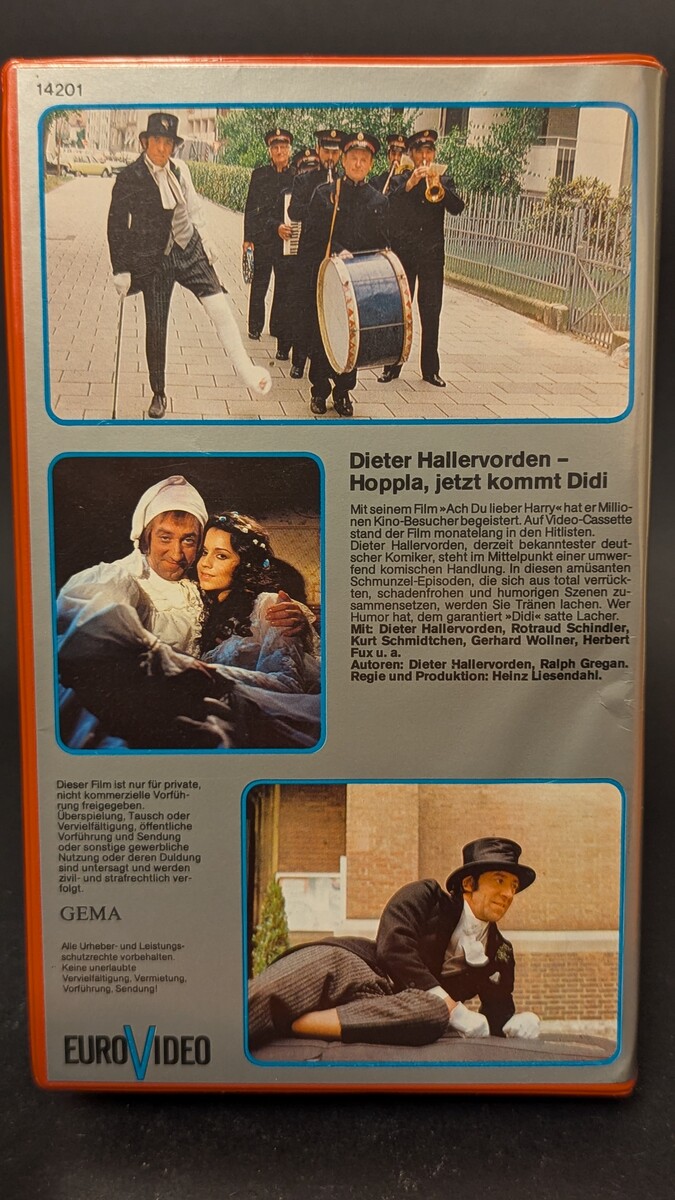 14201
Dieter Hallervorden –
Hoppla, jetzt kommt Didi
Mit seinem Film »Ach Du lieber Harry« hat er Millio-
nen Kino-Besucher begeistert. Auf Video-Cassette
stand der Film monatelang in den Hitlisten.
Dieter Hallervorden, derzeit bekanntester deut-
scher Komiker, steht im Mittelpunkt einer umwer-
fend komischen Handlung. In diesen amüsanten
Schmunzel-Episoden, die sich aus total verrück-
ten, schadenfrohen und humorigen Szenen zu-
sammensetzen, werden Sie Tränen lachen. Wer
Humor hat, dem garantiert »Didi« satte Lacher.
Mit: Dieter Hallervorden, Rotraud Schindler,
Kurt Schmidtchen, Gerhard Wollner, Herbert
Fux u. a.
Autoren: Dieter Hallervorden, Ralph Gregan.
Regie und Produktion: Heinz Liesendahl.
Dieser Film ist nur für private,
nicht kommerzielle Vorfüh-
rung freigegeben.
Überspielung, Tausch oder
Vervielfältigung, öffentliche
Vorführung und Sendung
oder sonstige gewerbliche
Nutzung oder deren Duldung
sind untersagt und werden
zivil- und strafrechtlich ver-
folgt.
GEMA
Alle Urheber- und Leistungs-
schutzrechte vorbehalten.
Keine unerlaubte
Vervielfältigung, Vermietung,
Vorführung, Sendung!
EUROVIDEO